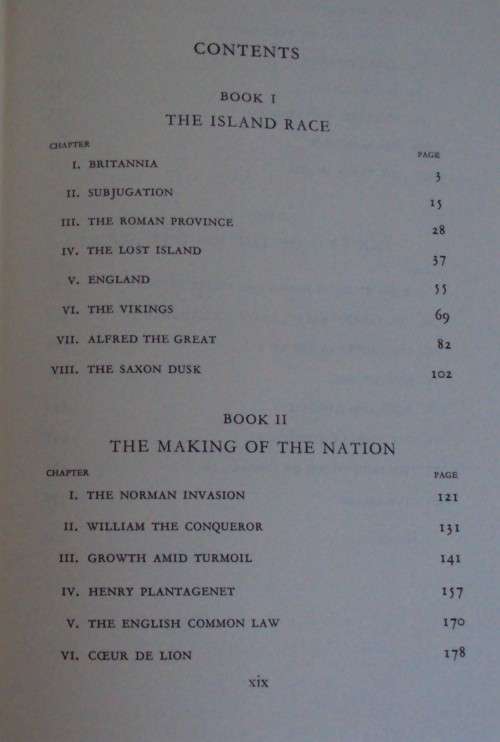 CONTENTS
BOOK I
THE ISLAND RACE
CHAPTER PAGE
I. BRITANNIA 3
II. SUBJUGATION 15
III. THE ROMAN PROVINCE 28
IV. THE LOST ISLAND 37
V. ENGLAND 55
VI. THE VIKINGS 69
VII. ALFRED THE GREAT 82
VIII. THE SAXON DUSK 102
BOOK II
THE MAKING OF THE NATION
CHAPTER PAGE
I. THE NORMAN INVASION 121
II. WILLIAM THE CONQUEROR 131
III. GROWTH AMID TURMOIL 141
IV. HENRY PLANTAGENET 157
V. THE ENGLISH COMMON LAW 170
VI. CŒUR DE LION 178
xix